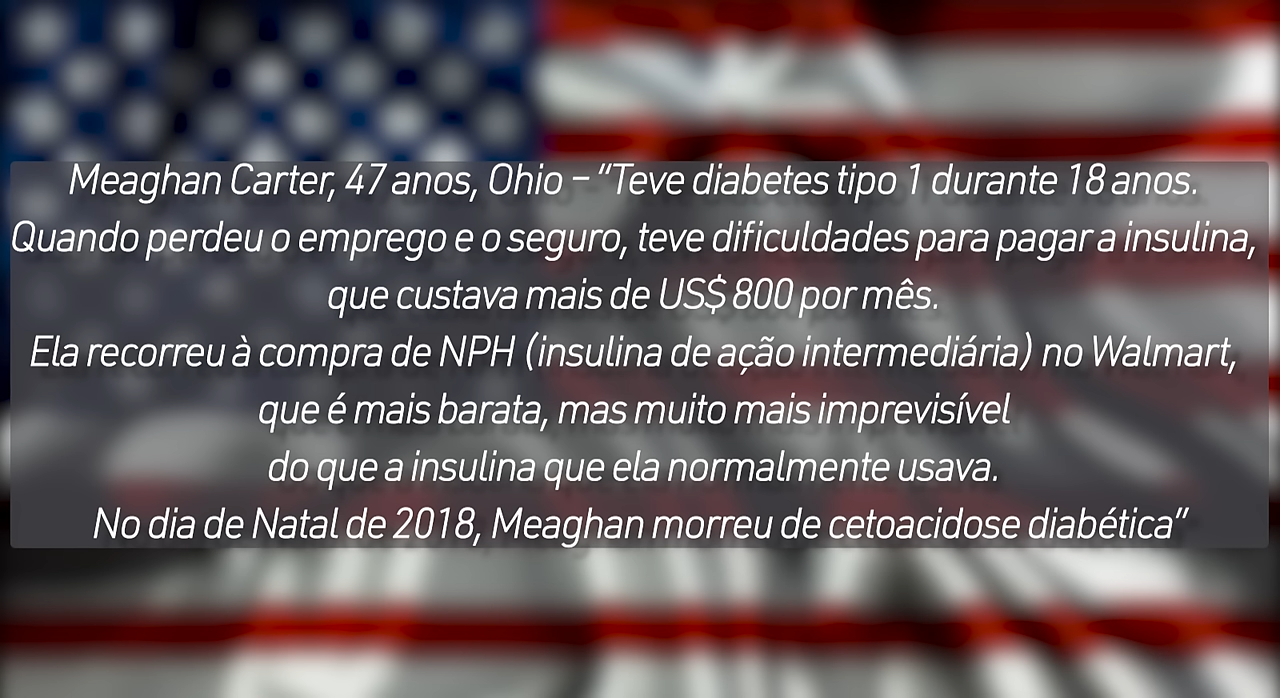 Meaghan Carter, 47 anos, Ohio – “Teve diabetes tipo 1 durante 18 anos.
Quando perdeu o emprego e o seguro, teve dificuldades para pagar a insulina,
que custava mais de US$ 800 por mês.
Ela recorreu à compra de NPH (insulina de ação intermediária) no Walmart,
que é mais barata, mas muito mais imprevisível
do que a insulina que ela normalmente usava.
No dia de Natal de 2018, Meaghan morreu de cetoacidose diabética”